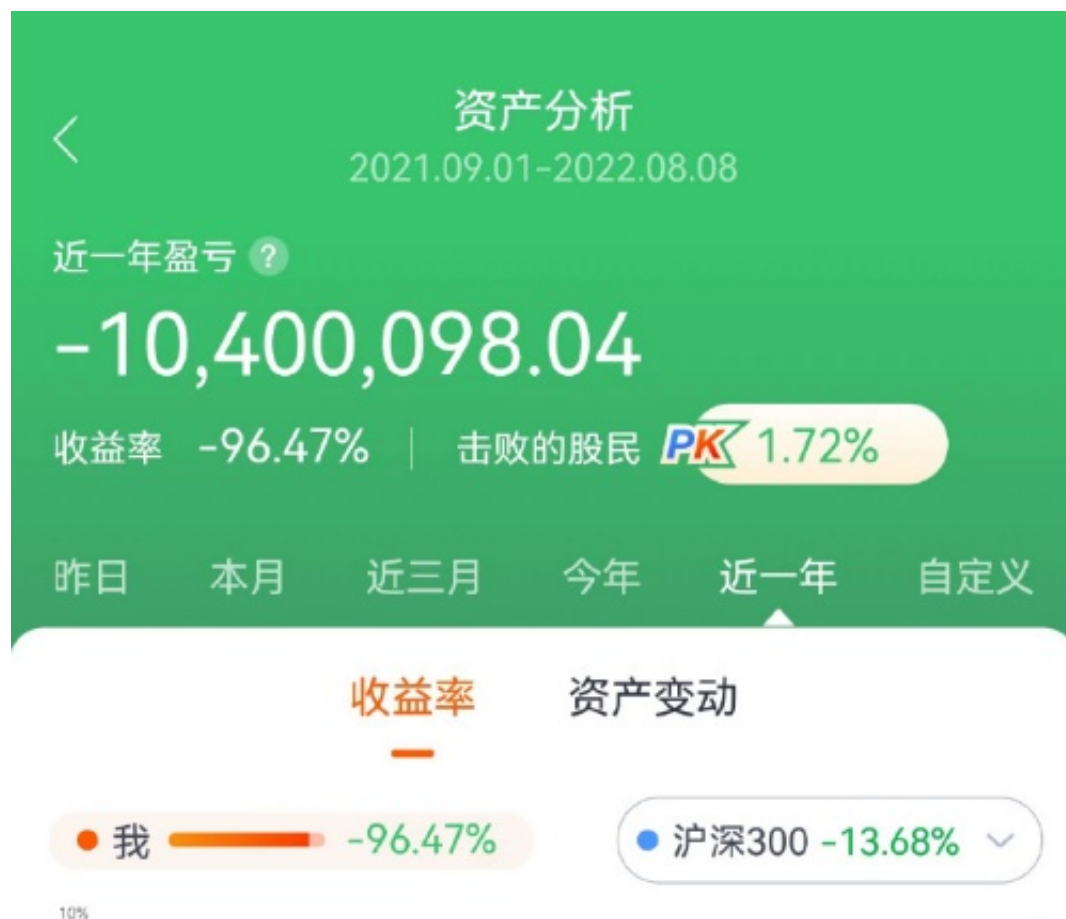 资产分析
2021.09.01-2022.08.08
近一年盈亏 ?
-10,400,098.04
收益率 -96.47% 击败的股民 PK 1.72%
昨日 本月 近三月 今年 近一年 自定义
收益率 资产变动
我 -96.47% 沪深300 -13.68%
10%